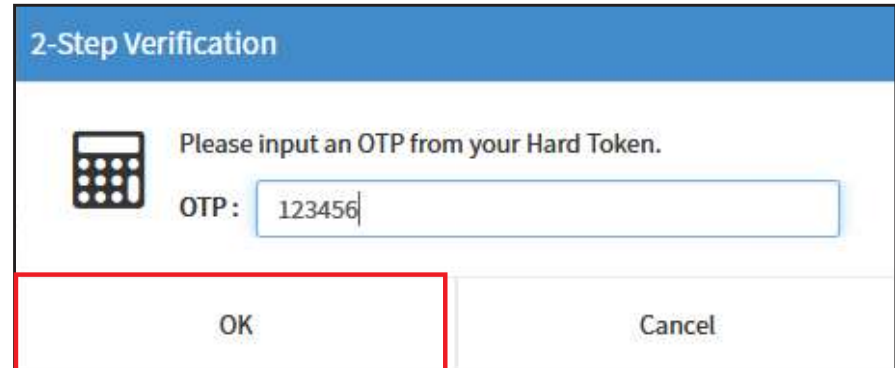 2-Step Verification
Please input an OTP from your Hard Token.
OTP : 123456
OK
Cancel